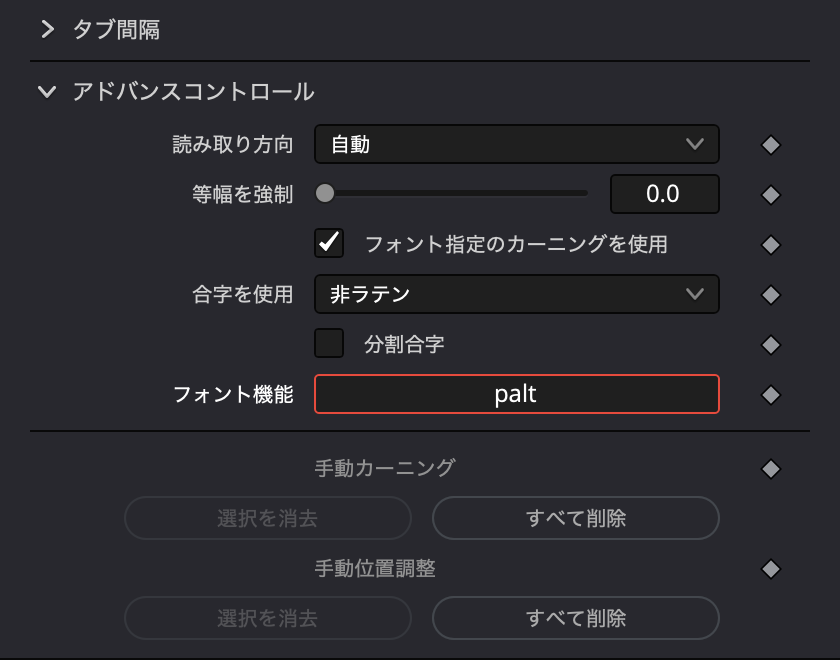 タブ間隔
アドバンスコントロール
読み取り方向 自動
等幅を強制 0.0
フォント指定のカーニングを使用
合字を使用 非ラテン
分割合字
フォント機能 palt
手動カーニング
選択を消去 すべて削除
手動位置調整
選択を消去 すべて削除